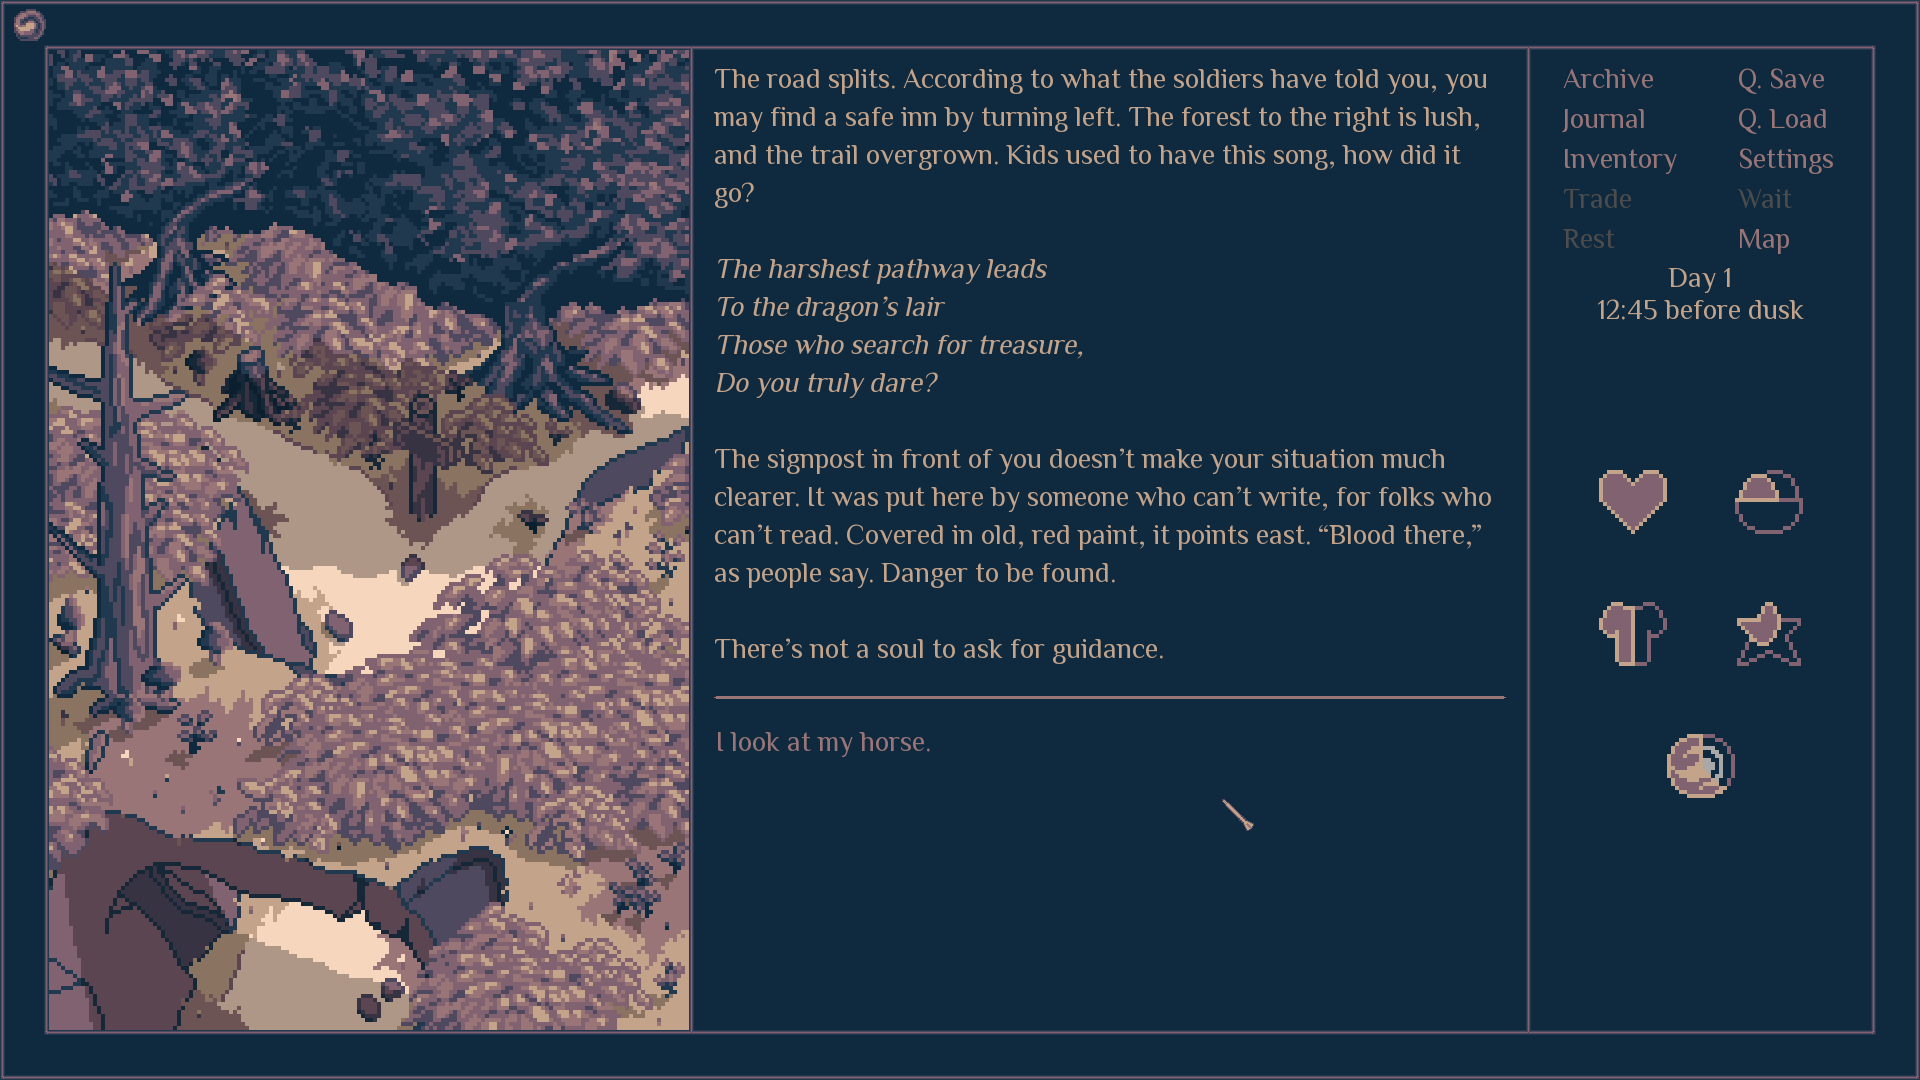 The road splits. According to what the soldiers have told you, you
may find a safe inn by turning left. The forest to the right is lush,
and the trail overgrown. Kids used to have this song, how did it
go?
The harshest pathway leads
To the dragon’s lair
Those who search for treasure,
Do you truly dare?
The signpost in front of you doesn’t make your situation much
clearer. It was put here by someone who can’t write, for folks who
can’t read. Covered in old, red paint, it points east. “Blood there,”
as people say. Danger to be found.
There’s not a soul to ask for guidance.
I look at my horse.
Archive Q. Save
Journal Q. Load
Inventory Settings
Trade Wait
Rest Map
Day 1
12:45 before dusk